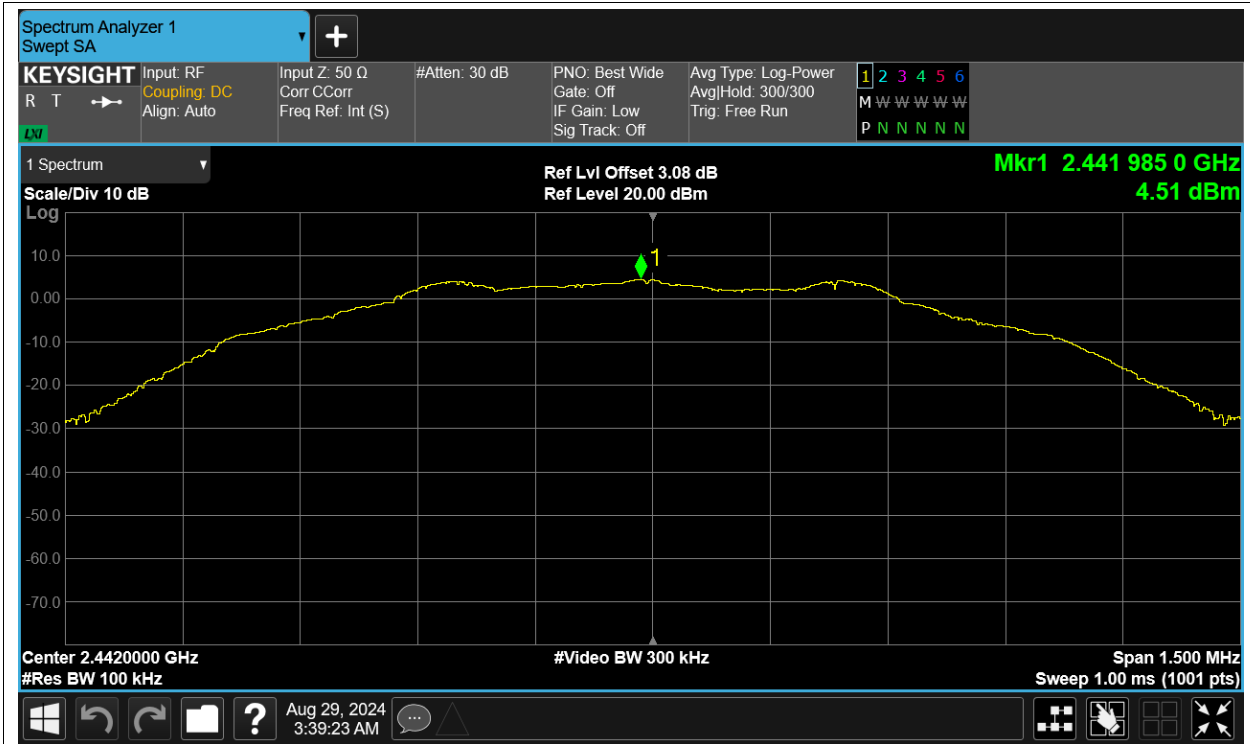 Spectrum Analyzer 1
Swept SA
KEYSIGHT
R T
LXI
Input: RF
Coupling: DC
Align: Auto
Input Z: 50 Ω
Corr CCorr
Freq Ref: Int (S)
#Atten: 30 dB
PNO: Best Wide
Gate: Off
IF Gain: Low
Sig Track: Off
Avg Type: Log-Power
Avg|Hold: 300/300
Trig: Free Run
1 2 3 4 5 6
M W W W W W
P N N N N N
1 Spectrum
Scale/Div 10 dB
Log
Ref Lvl Offset 3.08 dB
Ref Level 20.00 dBm
Mkr1 2.441 985 0 GHz
4.51 dBm
1
10.0
0.00
-10.0
-20.0
-30.0
-40.0
-50.0
-60.0
-70.0
Center 2.4420000 GHz
#Res BW 100 kHz
#Video BW 300 kHz
Span 1.500 MHz
Sweep 1.00 ms (1001 pts)
?
Aug 29, 2024
3:39:23 AM